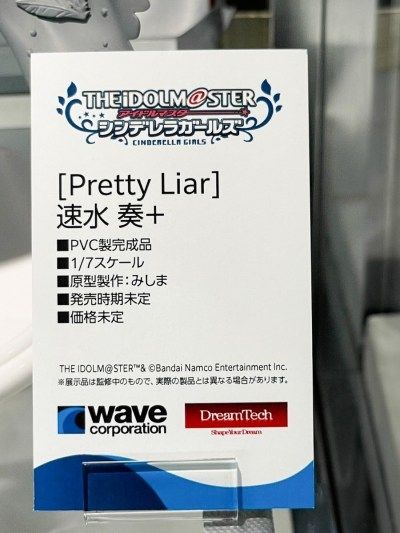 THE iDOLM@STER
アイドルマスター
シンデレラガールズ
CINDERELLA GIRLS
[Pretty Liar]
速水 奏+
■PVC製完成品
■1/7スケール
■原型製作：みしま
■発売時期未定
■価格未定
THE IDOLM@STER™& ©Bandai Namco Entertainment Inc.
※展示品は監修中のもので、実際の製品とは異なる場合があります。
wave
corporation
DreamTech
ShapeYourDream